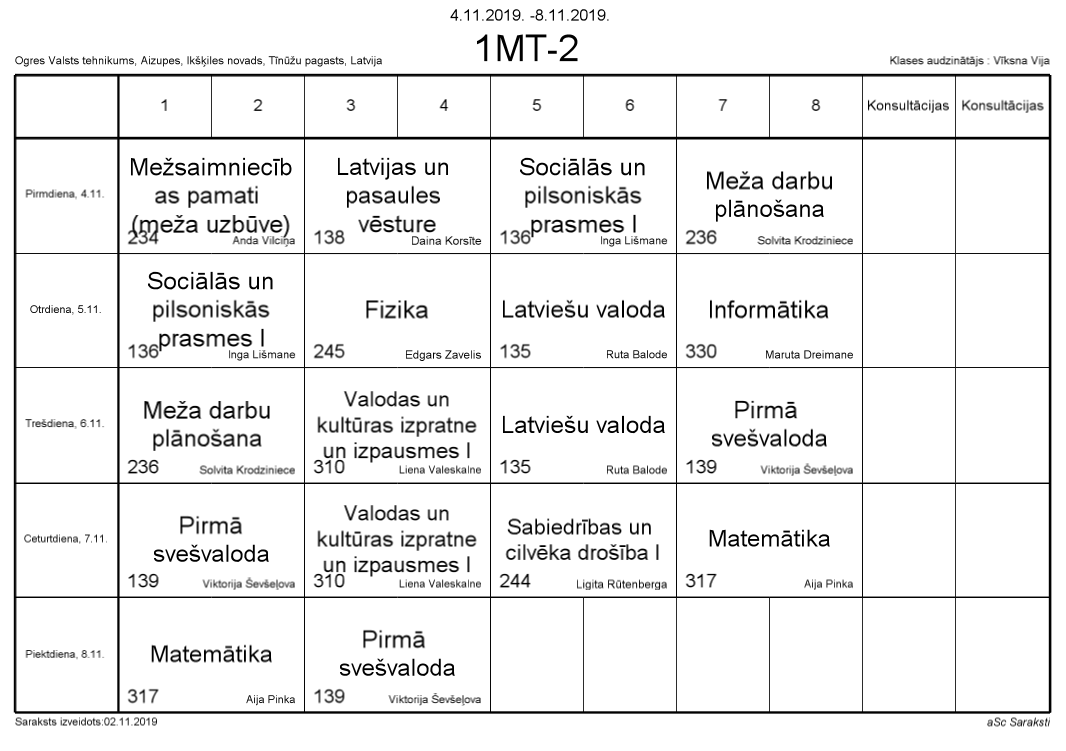 4.11.2019. -8.11.2019.
1MT-2
Ogres Valsts tehnikums, Aizupes, Ikšķiles novads, Tīnūžu pagasts, Latvija
Klases audzinātājs : Vīksna Vija
1 2 3 4 5 6 7 8 Konsultācijas Konsultācijas
Pirmdiena, 4.11.
Mežsaimniecīb
as pamati
(meža uzbūve)
234 Anda Vilciņa
Latvijas un
pasaules
vēsture
138 Daina Korsīte
Sociālās un
pilsoniskās
prasmes I
136 Inga Lišmane
Meža darbu
plānošana
236 Solvita Krodziniece
Otrdiena, 5.11.
Sociālās un
pilsoniskās
prasmes I
136 Inga Lišmane
Fizika
245 Edgars Zavelis
Latviešu valoda
135 Ruta Balode
Informātika
330 Maruta Dreimane
Trešdiena, 6.11.
Meža darbu
plānošana
236 Solvita Krodziniece
Valodas un
kultūras izpratne
un izpausmes I
310 Liena Valeskalne
Latviešu valoda
135 Ruta Balode
Pirmā
svešvaloda
139 Viktorija Ševšeļova
Ceturtdiena, 7.11.
Pirmā
svešvaloda
139 Viktorija Ševšeļova
Valodas un
kultūras izpratne
un izpausmes I
310 Liena Valeskalne
Sabiedrības un
cilvēka drošība I
244 Ligita Rūtenberga
Matemātika
317 Aija Pinka
Piektdiena, 8.11.
Matemātika
317 Aija Pinka
Pirmā
svešvaloda
139 Viktorija Ševšeļova
Saraksts izveidots:02.11.2019
aSc Saraksti